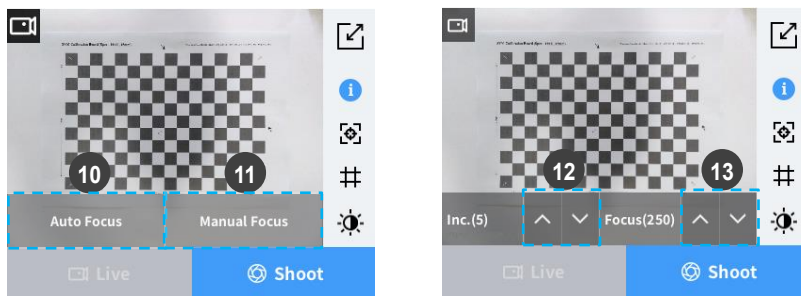 10
11
Auto Focus
Manual Focus
Live
Shoot
12
13
Inc.(5)
Focus(250)
Live
Shoot